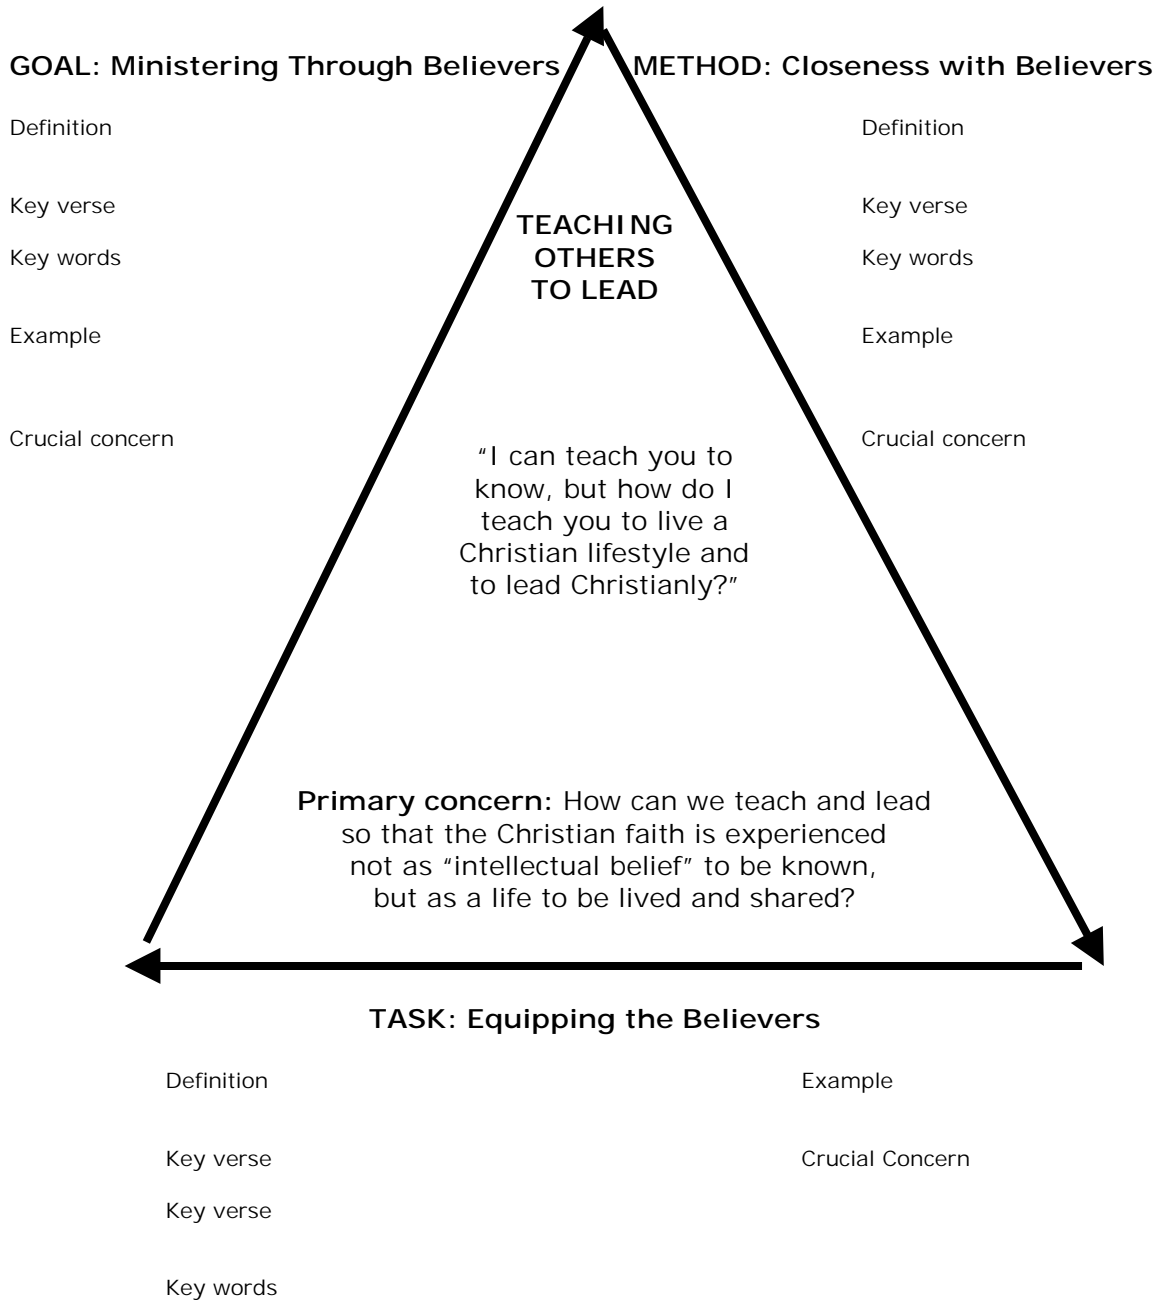 GOAL: Ministering Through Believers
Definition
Key verse
Key words
Example
Crucial concern
METHOD: Closeness with Believers
Definition
Key verse
Key words
Example
Crucial concern
TEACHING
OTHERS
TO LEAD
"I can teach you to
know, but how do I
teach you to live a
Christian lifestyle and
to lead Christianly?"
Primary concern: How can we teach and lead
so that the Christian faith is experienced
not as "intellectual belief" to be known,
but as a life to be lived and shared?
TASK: Equipping the Believers
Definition
Key verse
Key verse
Key words
Example
Crucial Concern